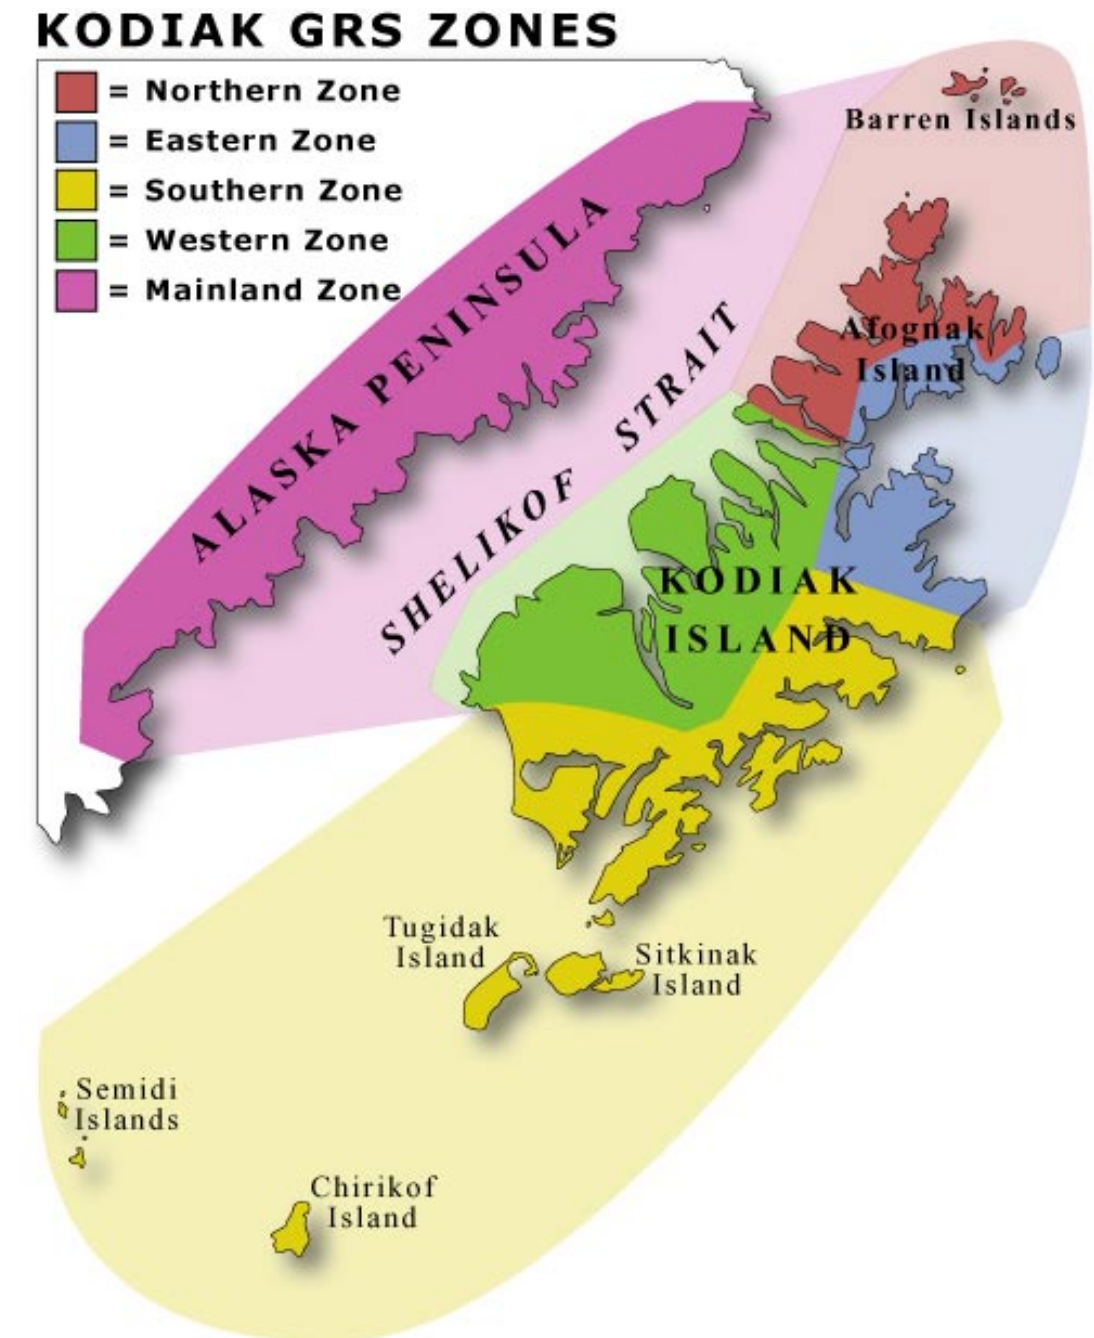 KODIAK GRS ZONES
= Northern Zone
= Eastern Zone
= Southern Zone
= Western Zone
= Mainland Zone
Barren Islands
ALASKA PENINSULA
SHELIKOF STRAIT
Afognak
Island
KODIAK
ISLAND
Tugidak
Island
Sitkinak
Island
Semidi
Islands
Chirikof
Island